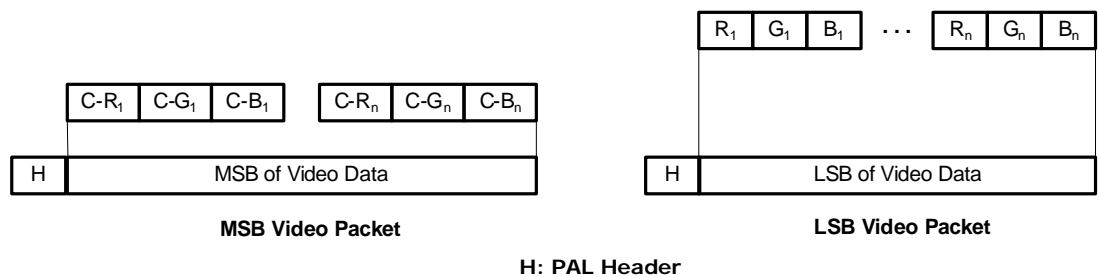 R₁ G₁ B₁ ... Rₙ Gₙ Bₙ
C-R₁ C-G₁ C-B₁ C-Rₙ C-Gₙ C-Bₙ
H MSB of Video Data
H LSB of Video Data
MSB Video Packet
LSB Video Packet
H: PAL Header